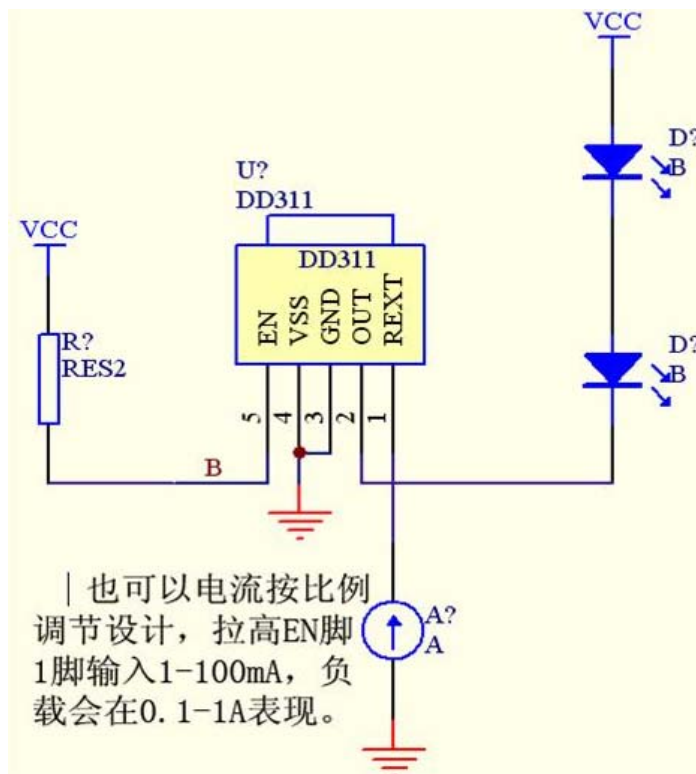 VCC
D?
B
U?
DD311
VCC
DD311
R?
RES2
EN
VSS
GND
OUT
REXT
D?
B
5
4
3
2
1
B
|也可以电流按比例
调节设计，拉高EN脚
1脚输入1-100mA，负
载会在0.1-1A表现。
A?
A